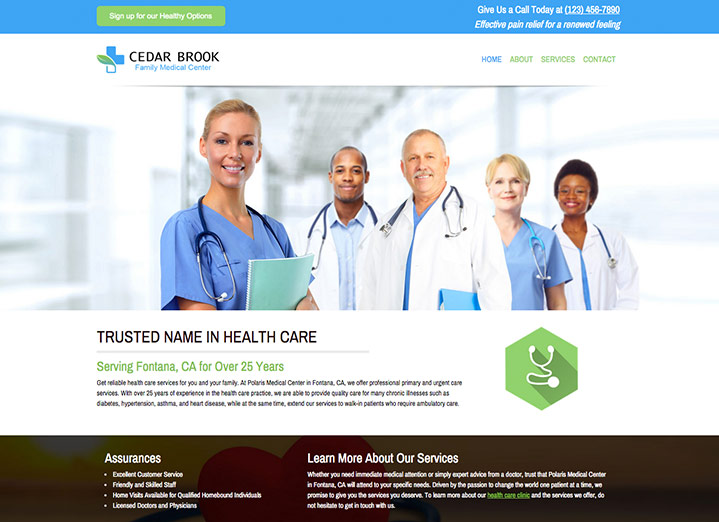 Sign up for our Healthy Options
Give Us a Call Today at (123) 456-7890
Effective pain relief for a renewed feeling
CEDAR BROOK
Family Medical Center
HOME ABOUT SERVICES CONTACT
TRUSTED NAME IN HEALTH CARE
Serving Fontana, CA for Over 25 Years
Get reliable health care services for you and your family. At Polaris Medical Center in Fontana, CA, we offer professional primary and urgent care
services. With over 25 years of experience in the health care practice, we are able to provide quality care for many chronic illnesses such as
diabetes, hypertension, asthma, and heart disease, while at the same time, extend our services to walk-in patients who require ambulatory care.
Assurances
• Excellent Customer Service
• Friendly and Skilled Staff
• Home Visits Available for Qualified Homebound Individuals
• Licensed Doctors and Physicians
Learn More About Our Services
Whether you need immediate medical attention or simply expert advice from a doctor, trust that Polaris Medical Center
in Fontana, CA will attend to your specific needs. Driven by the passion to change the world one patient at a time, we
promise to give you the services you deserve. To learn more about our health care clinic and the services we offer, do
not hesitate to get in touch with us.